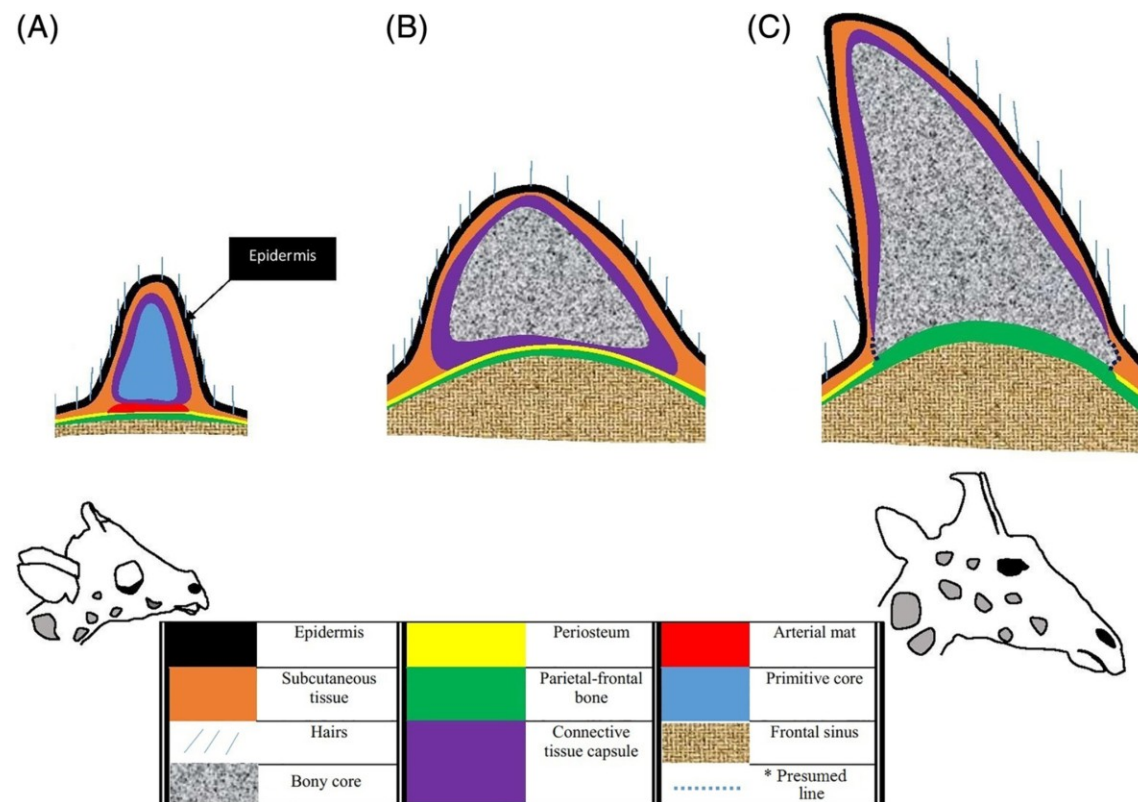 (A)
(B)
(C)
Epidermis
Epidermis
Subcutaneous
tissue
Hairs
Bony core
Periosteum
Parietal-frontal
bone
Connective
tissue capsule
Arterial mat
Primitive core
Frontal sinus
* Presumed
line